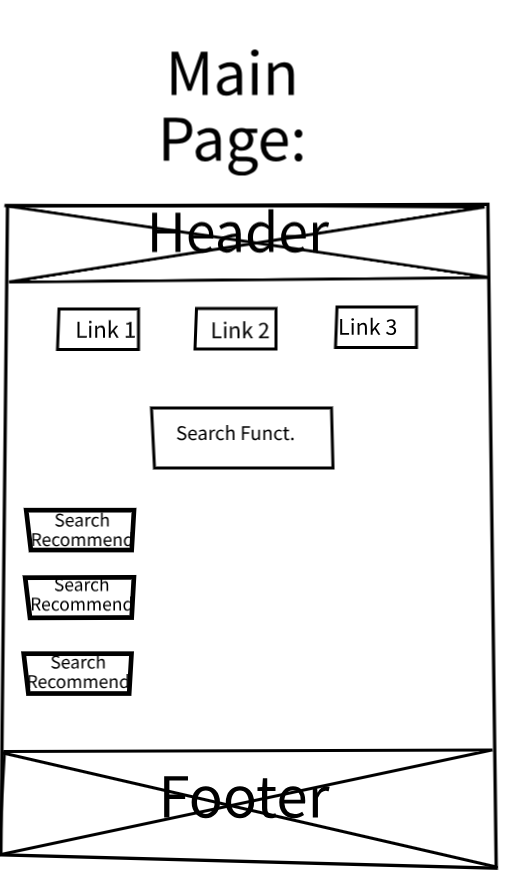 Main
Page:
Header
Link 1
Link 2
Link 3
Search Funct.
Search
Recommend
Search
Recommend
Search
Recommend
Footer